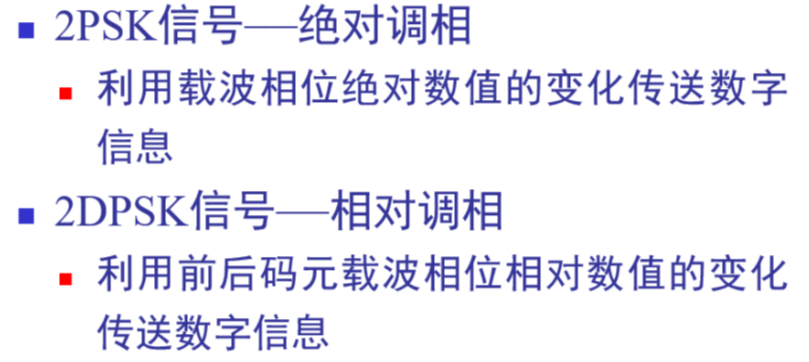 2PSK信号——绝对调相
利用载波相位绝对数值的变化传送数字
信息
2DPSK信号——相对调相
利用前后码元载波相位相对数值的变化
传送数字信息